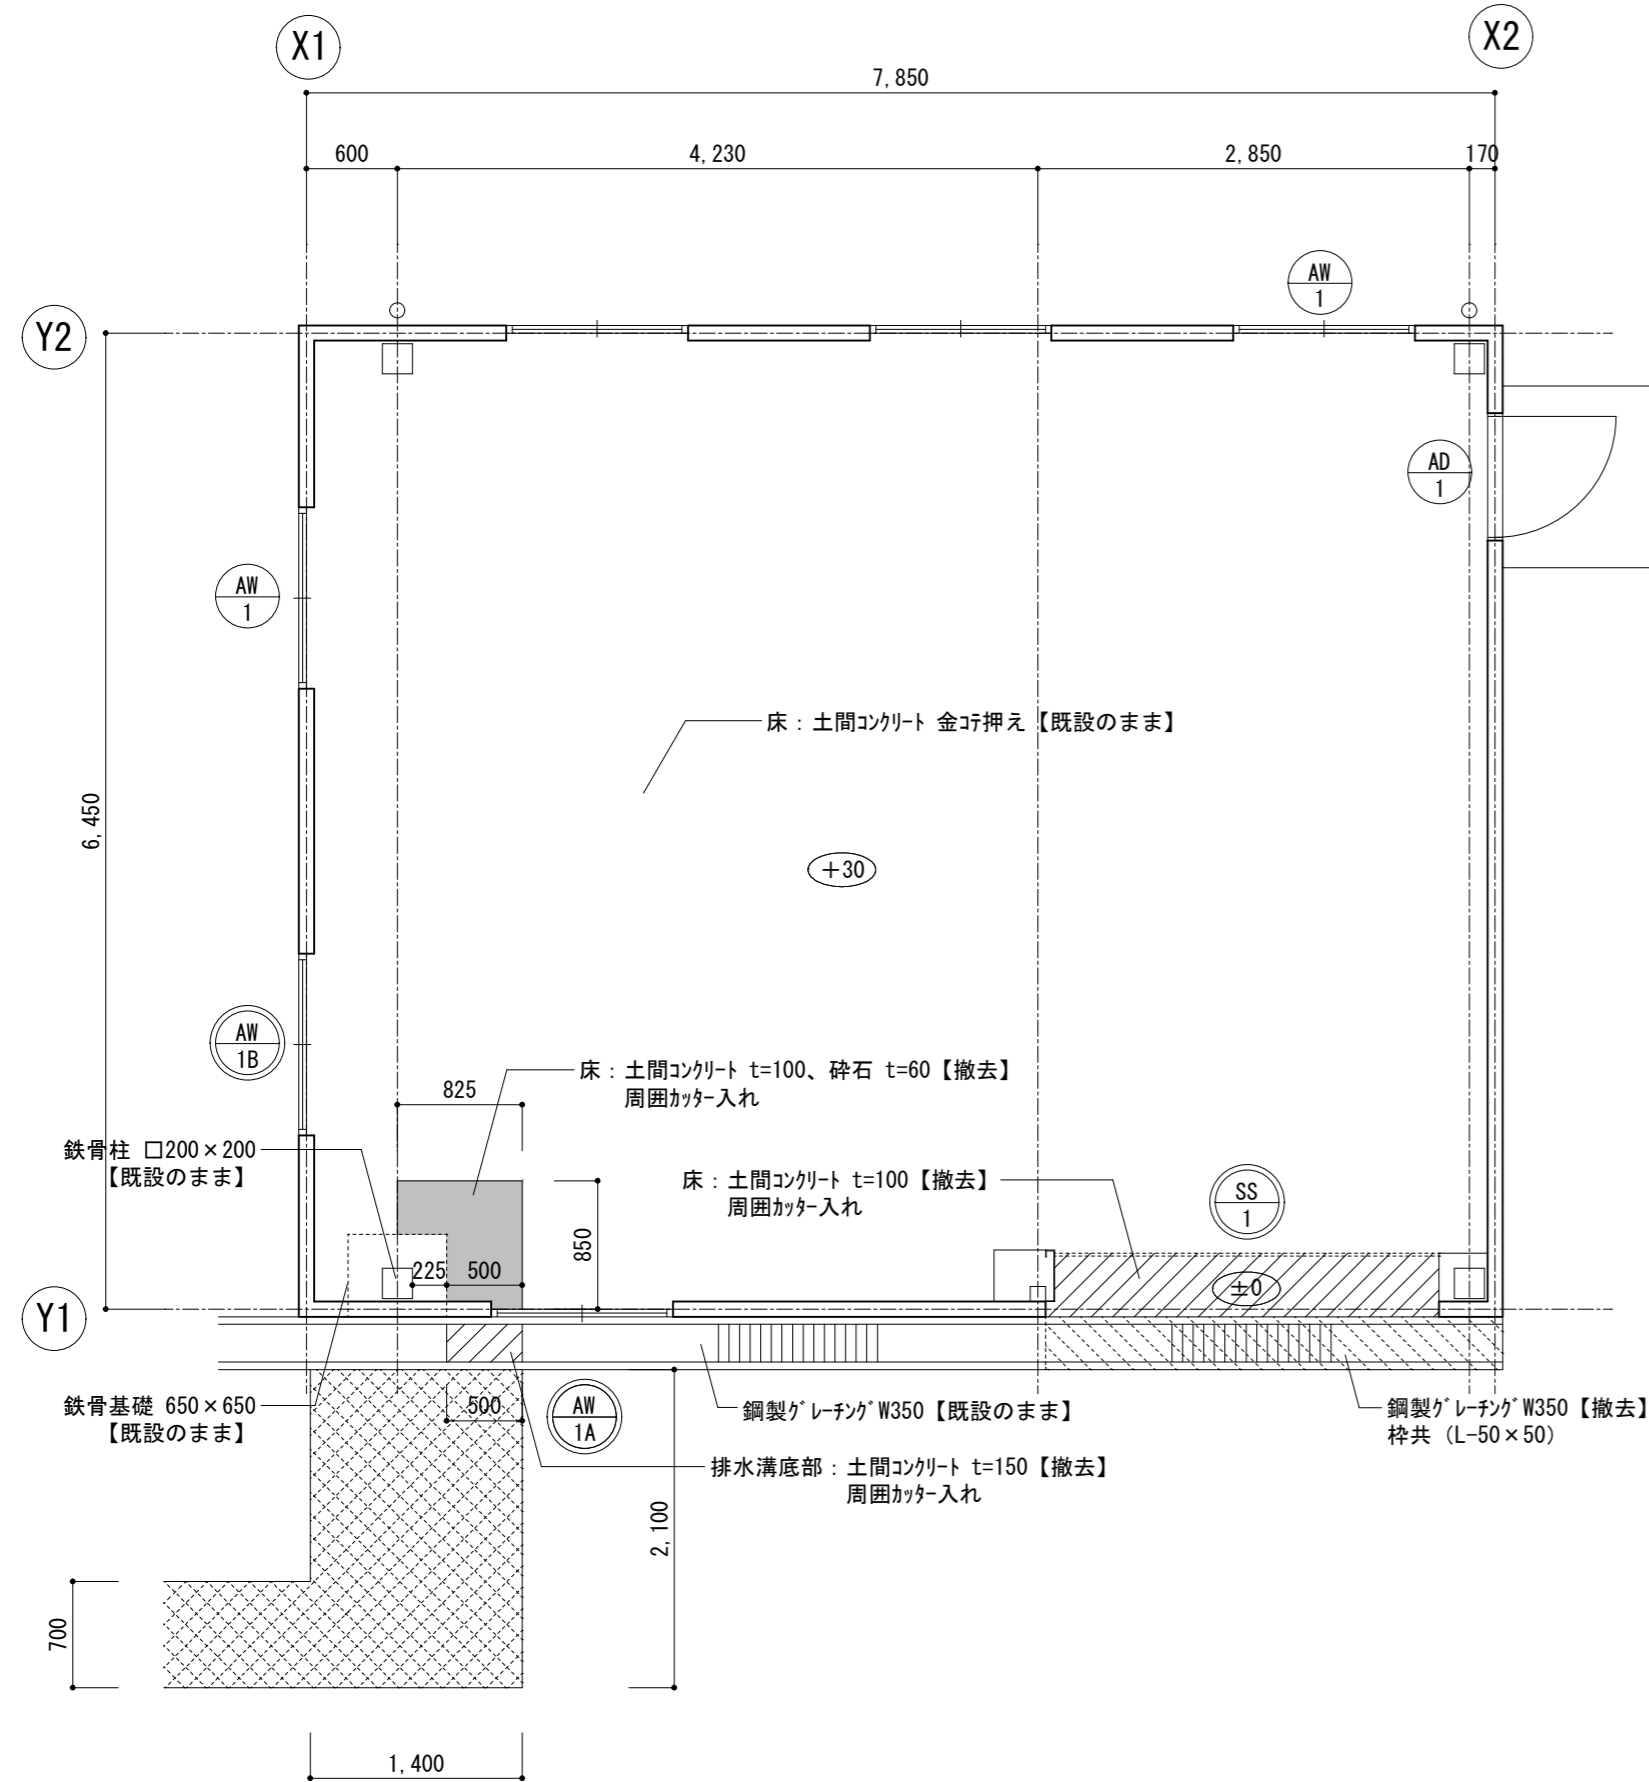 X1
X2
7,850
600
4,230
2,850
170
AW
1
Y2
AD
1
AW
1
床：土間ｺﾝｸﾘｰﾄ 金ｺﾃ押え【既設のまま】
6,450
+30
AW
1B
床：土間ｺﾝｸﾘｰﾄ t=100、砕石 t=60【撤去】
周囲ｶｯﾀｰ入れ
825
鉄骨柱 □200×200
【既設のまま】
床：土間ｺﾝｸﾘｰﾄ t=100【撤去】
周囲ｶｯﾀｰ入れ
SS
1
850
225
500
±0
Y1
鉄骨基礎 650×650
【既設のまま】
500
AW
1A
鋼製ｸﾞﾚｰﾁﾝｸﾞW350【既設のまま】
鋼製ｸﾞﾚｰﾁﾝｸﾞW350【撤去】
枠共（L-50×50）
排水溝底部：土間ｺﾝｸﾘｰﾄ t=150【撤去】
周囲ｶｯﾀｰ入れ
2,100
700
1,400